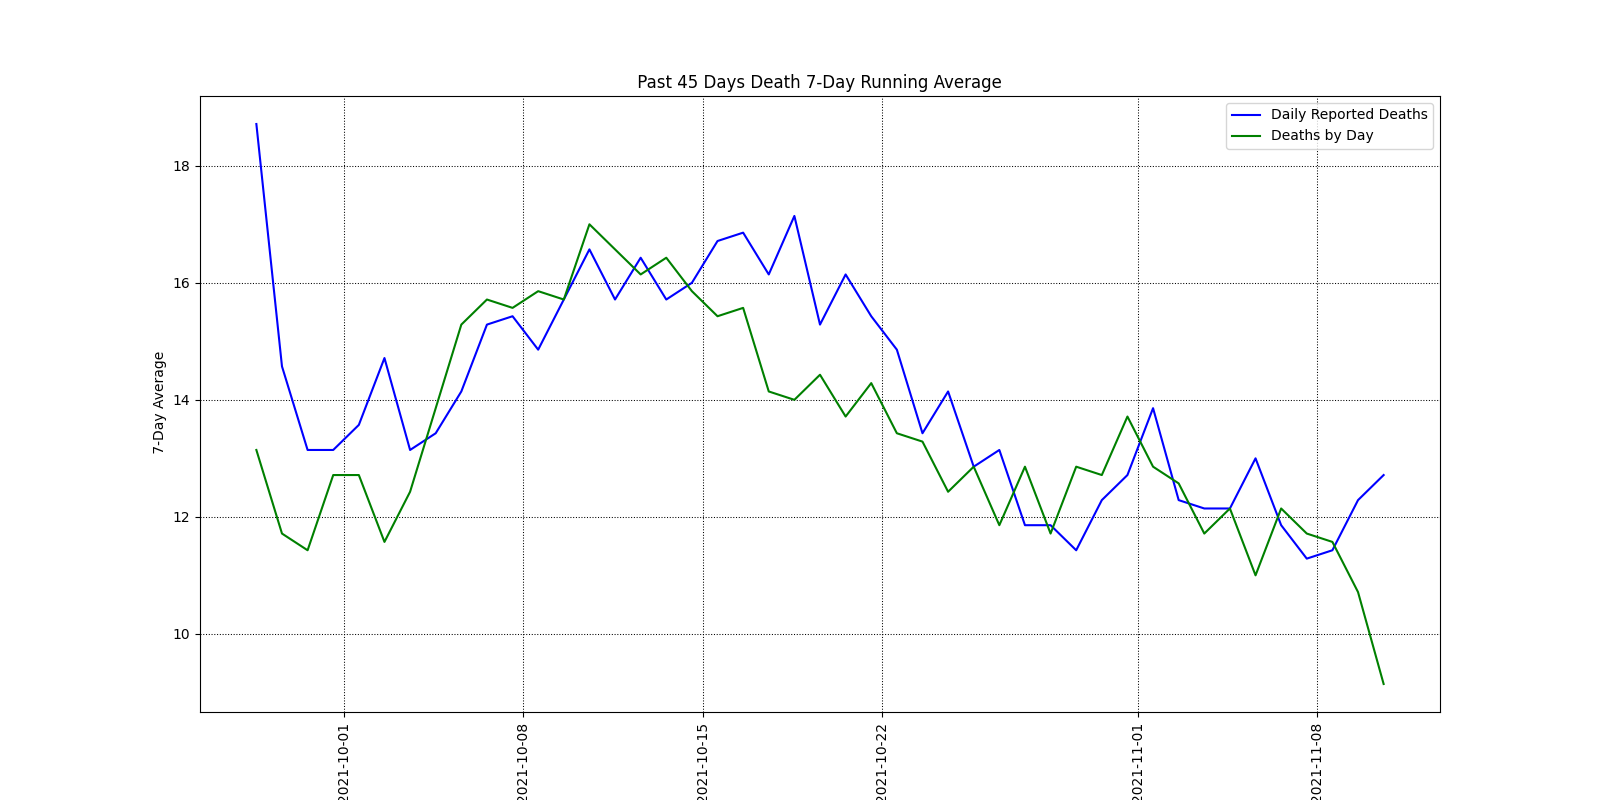 Past 45 Days Death 7-Day Running Average
Daily Reported Deaths
Deaths by Day
7-Day Average
18
16
14
12
10
2021-10-01
2021-10-08
2021-10-15
2021-10-22
2021-11-01
2021-11-08